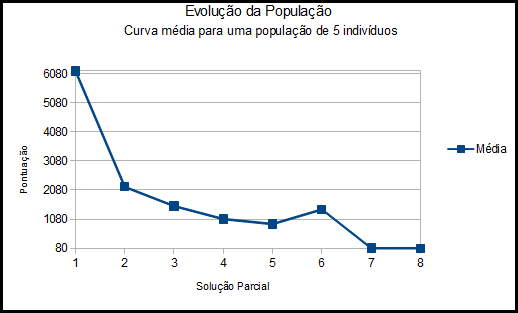 Evolução da População
Curva média para uma população de 5 indivíduos
6080
5080
4080
3080
2080
1080
80
Pontuação
1 2 3 4 5 6 7 8
Solução Parcial
Média